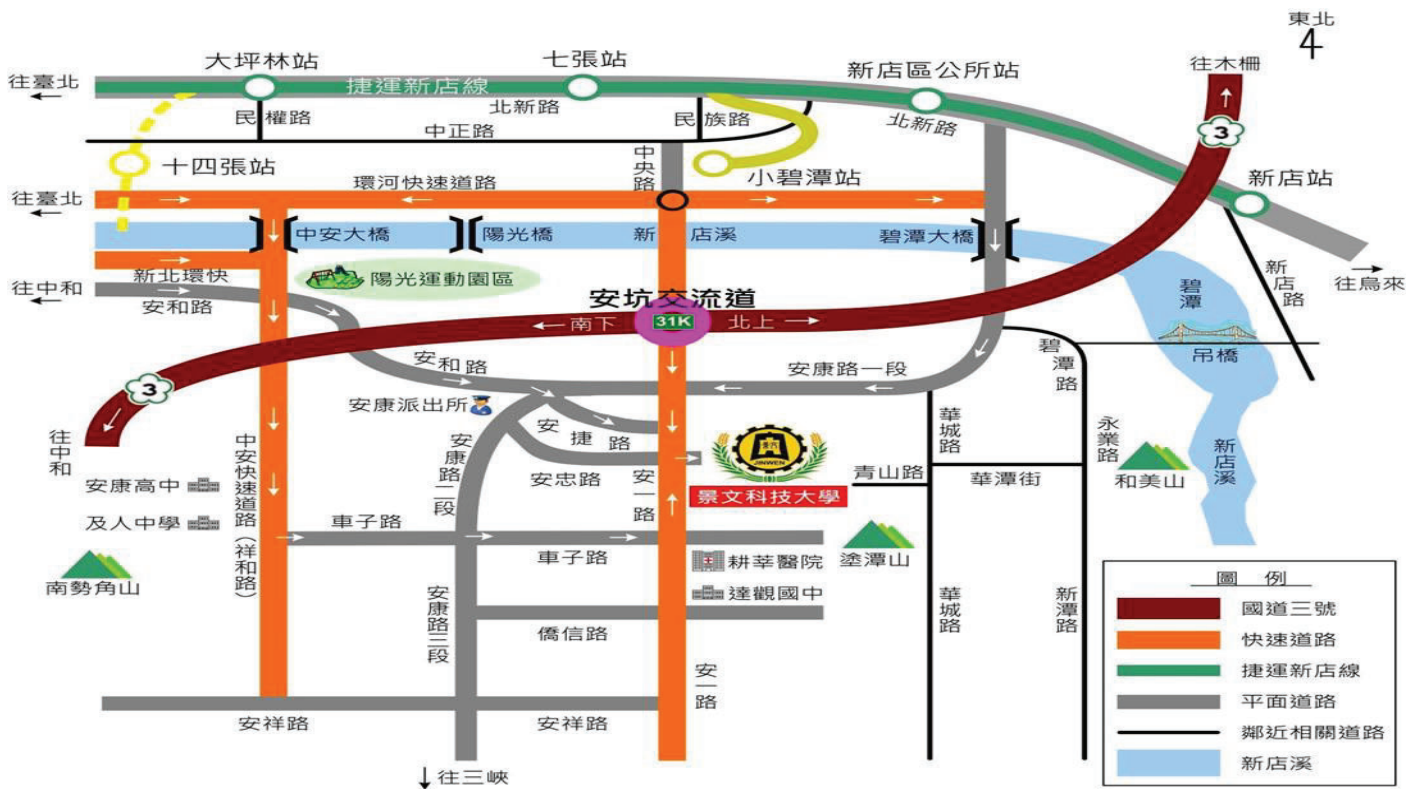 東北
4
往木柵
大坪林站
七張站
新店區公所站
往臺北
捷運新店線
北新路
民權路
中正路
民族路
北新路
3
十四張站
中央路
小碧潭站
新店站
環河快速道路
往臺北
中安大橋
陽光橋
新店溪
碧潭大橋
新北環快
往中和
安和路
陽光運動園區
安坑交流道
碧潭
新店路
往烏來
南下
31K
北上
吊橋
3
安和路
安康路一段
碧潭路
往中和
安康派出所
安捷路
華城路
永業路
新店溪
中安快速道路(祥和路)
安康高中
安康路二段
安忠路
安一路
JINWEN
景文科技大學
青山路
華潭街
和美山
及人中學
車子路
車子路
耕莘醫院
塗潭山
南勢角山
達觀國中
安康路三段
僑信路
華城路
新潭路
安一路
安祥路
安祥路
往三峽
圖例
國道三號
快速道路
捷運新店線
平面道路
鄰近相關道路
新店溪